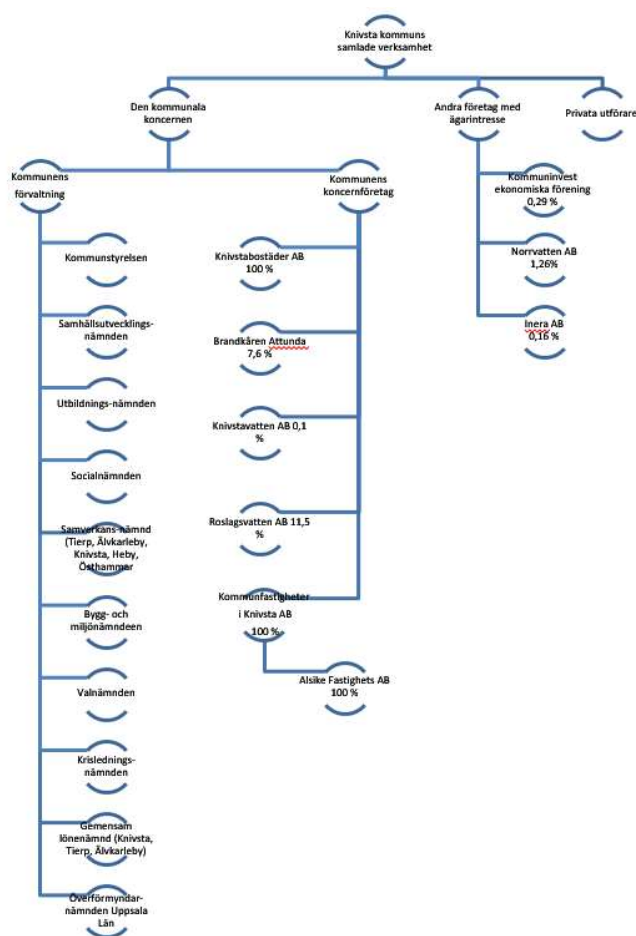 Knivsta kommuns
samlade verksamhet
Den kommunala
koncernen
Andra företag med
ägarintresse
Privata utförare
Kommunens
förvaltning
Kommunens
koncernföretag
Kommuninvest
ekonomiska förening
0,29 %
Norrvatten AB
1,26%
Inera AB
0,16 %
Kommunstyrelsen
Samhällsutvecklings-
nämnden
Utbildnings-nämnden
Socialnämnden
Samverkans-nämnd
(Tierp, Älvkarleby,
Knivsta, Heby,
Östhammar
Bygg- och
miljönämndeen
Valnämnden
Krislednings-
nämnden
Gemensam
lönenämnd (Knivsta,
Tierp, Älvkarleby)
Överförmyndar-
nämnden Uppsala
Län
Knivstabostäder AB
100 %
Brandkåren Attunda
7,6 %
Knivstavatten AB 0,1
%
Roslagsvatten AB 11,5
%
Kommunfastigheter
i Knivsta AB
100 %
Alsike Fastighets AB
100 %